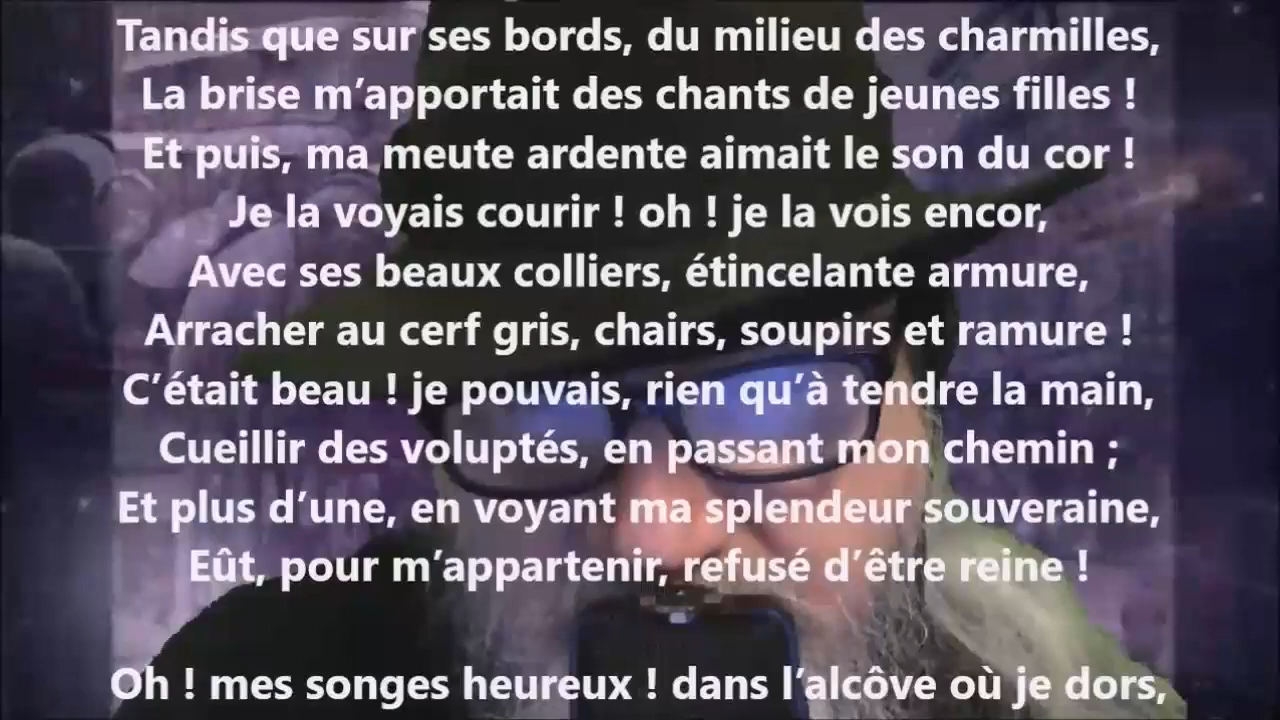 Tandis que sur ses bords, du milieu des charmilles,
La brise m’apportait des chants de jeunes filles !
Et puis, ma meute ardente aimait le son du cor !
Je la voyais courir ! oh ! je la vois encor,
Avec ses beaux colliers, étincelante armure,
Arracher au cerf gris, chairs, soupirs et ramure !
C’était beau ! je pouvais, rien qu’à tendre la main,
Cueillir des voluptés, en passant mon chemin ;
Et plus d’une, en voyant ma splendeur souveraine,
Eût, pour m’appartenir, refusé d’être reine !
Oh ! mes songes heureux ! dans l’alcôve où je dors,